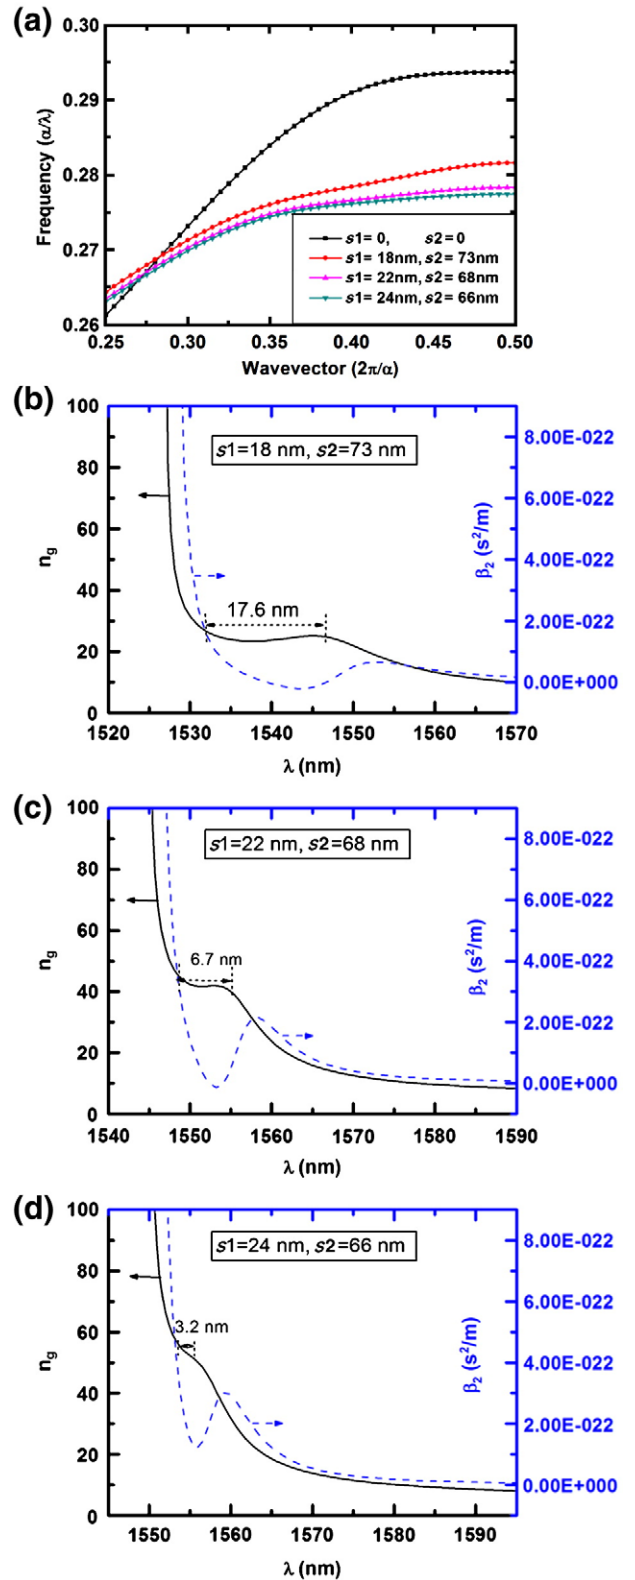 (a)
0.30
0.29
0.28
0.27
0.26
Frequency (α/λ)
s1= 0, s2= 0
s1= 18nm, s2= 73nm
s1= 22nm, s2= 68nm
s1= 24nm, s2= 66nm
0.25 0.30 0.35 0.40 0.45 0.50
Wavevector (2π/α)
(b)
100
80
60
40
20
0
ng
s1=18 nm, s2=73 nm
17.6 nm
8.00E-022
6.00E-022
4.00E-022
2.00E-022
0.00E+000
β2 (s²/m)
1520 1530 1540 1550 1560 1570
λ (nm)
(c)
100
80
60
40
20
0
ng
s1=22 nm, s2=68 nm
6.7 nm
8.00E-022
6.00E-022
4.00E-022
2.00E-022
0.00E+000
β2 (s²/m)
1540 1550 1560 1570 1580 1590
λ (nm)
(d)
100
80
60
40
20
0
ng
s1=24 nm, s2=66 nm
3.2 nm
8.00E-022
6.00E-022
4.00E-022
2.00E-022
0.00E+000
β2 (s²/m)
1550 1560 1570 1580 1590
λ (nm)